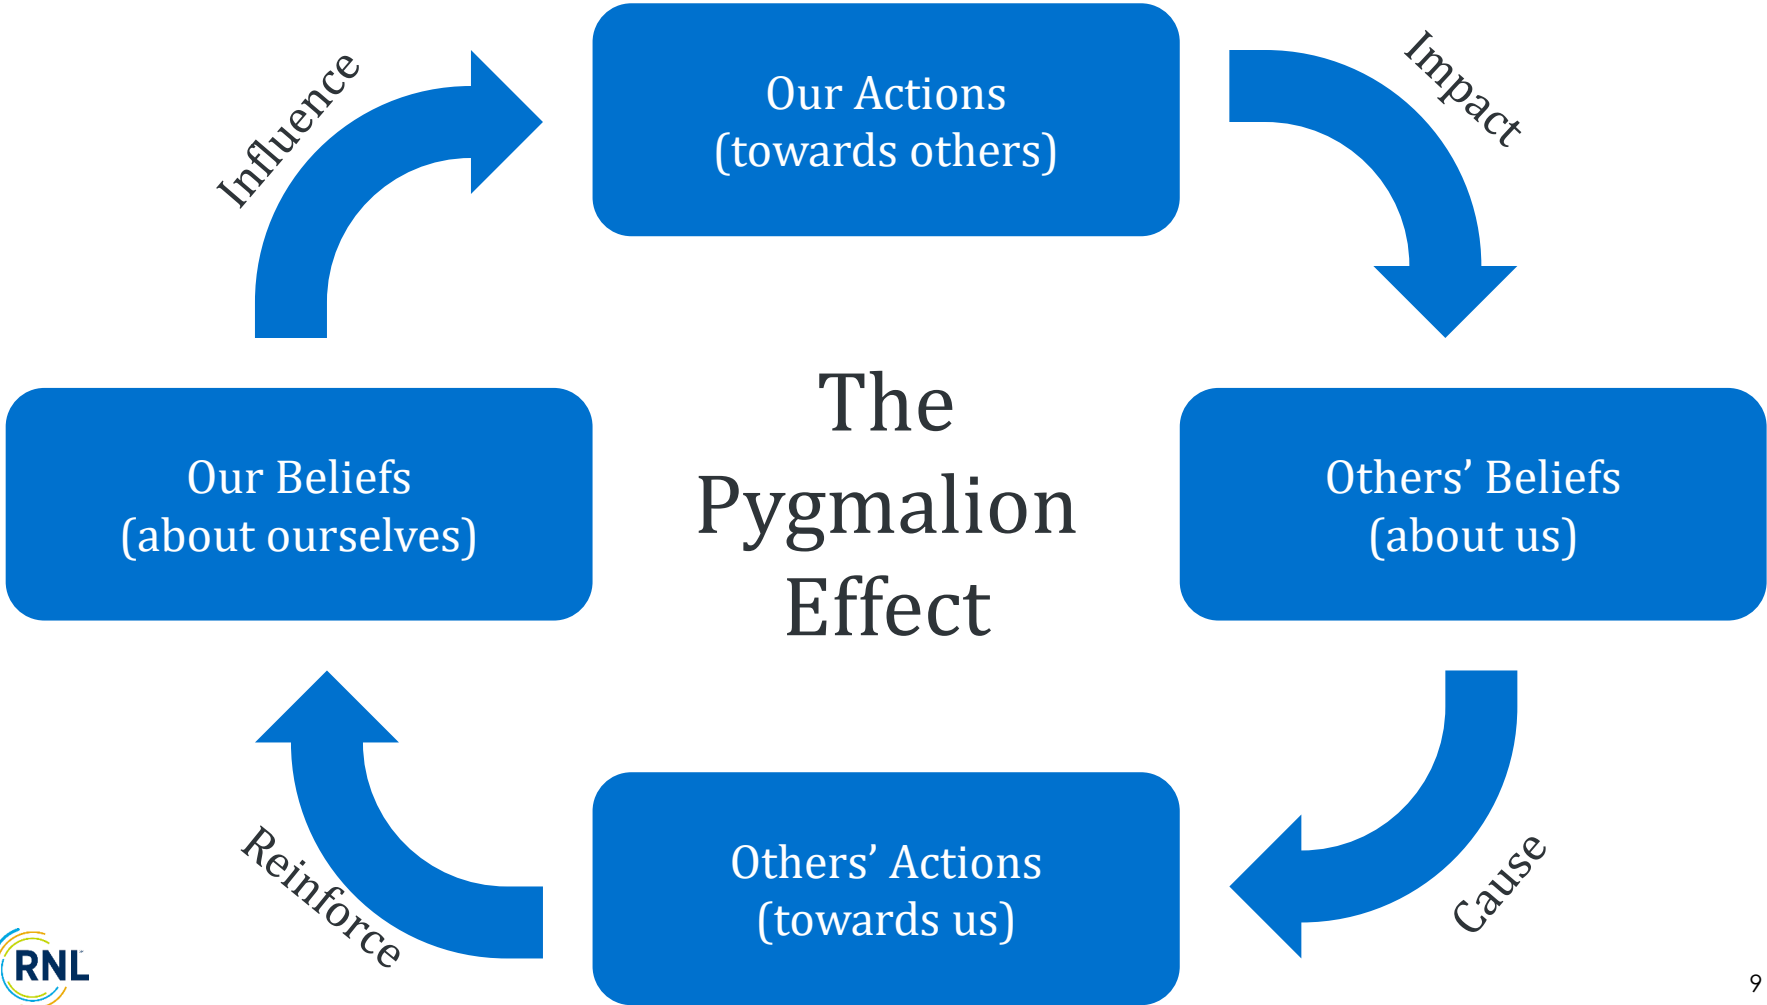 Influence
Our Actions
(towards others)
Impact
Our Beliefs
(about ourselves)
The
Pygmalion
Effect
Others’ Beliefs
(about us)
Reinforce
Others’ Actions
(towards us)
Cause
RNL
9